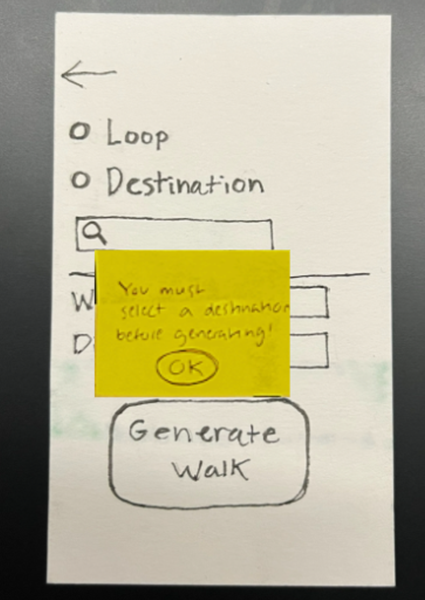 Loop
Destination
W
You must
select a destination
before generating!
D
OK
Generate
Walk